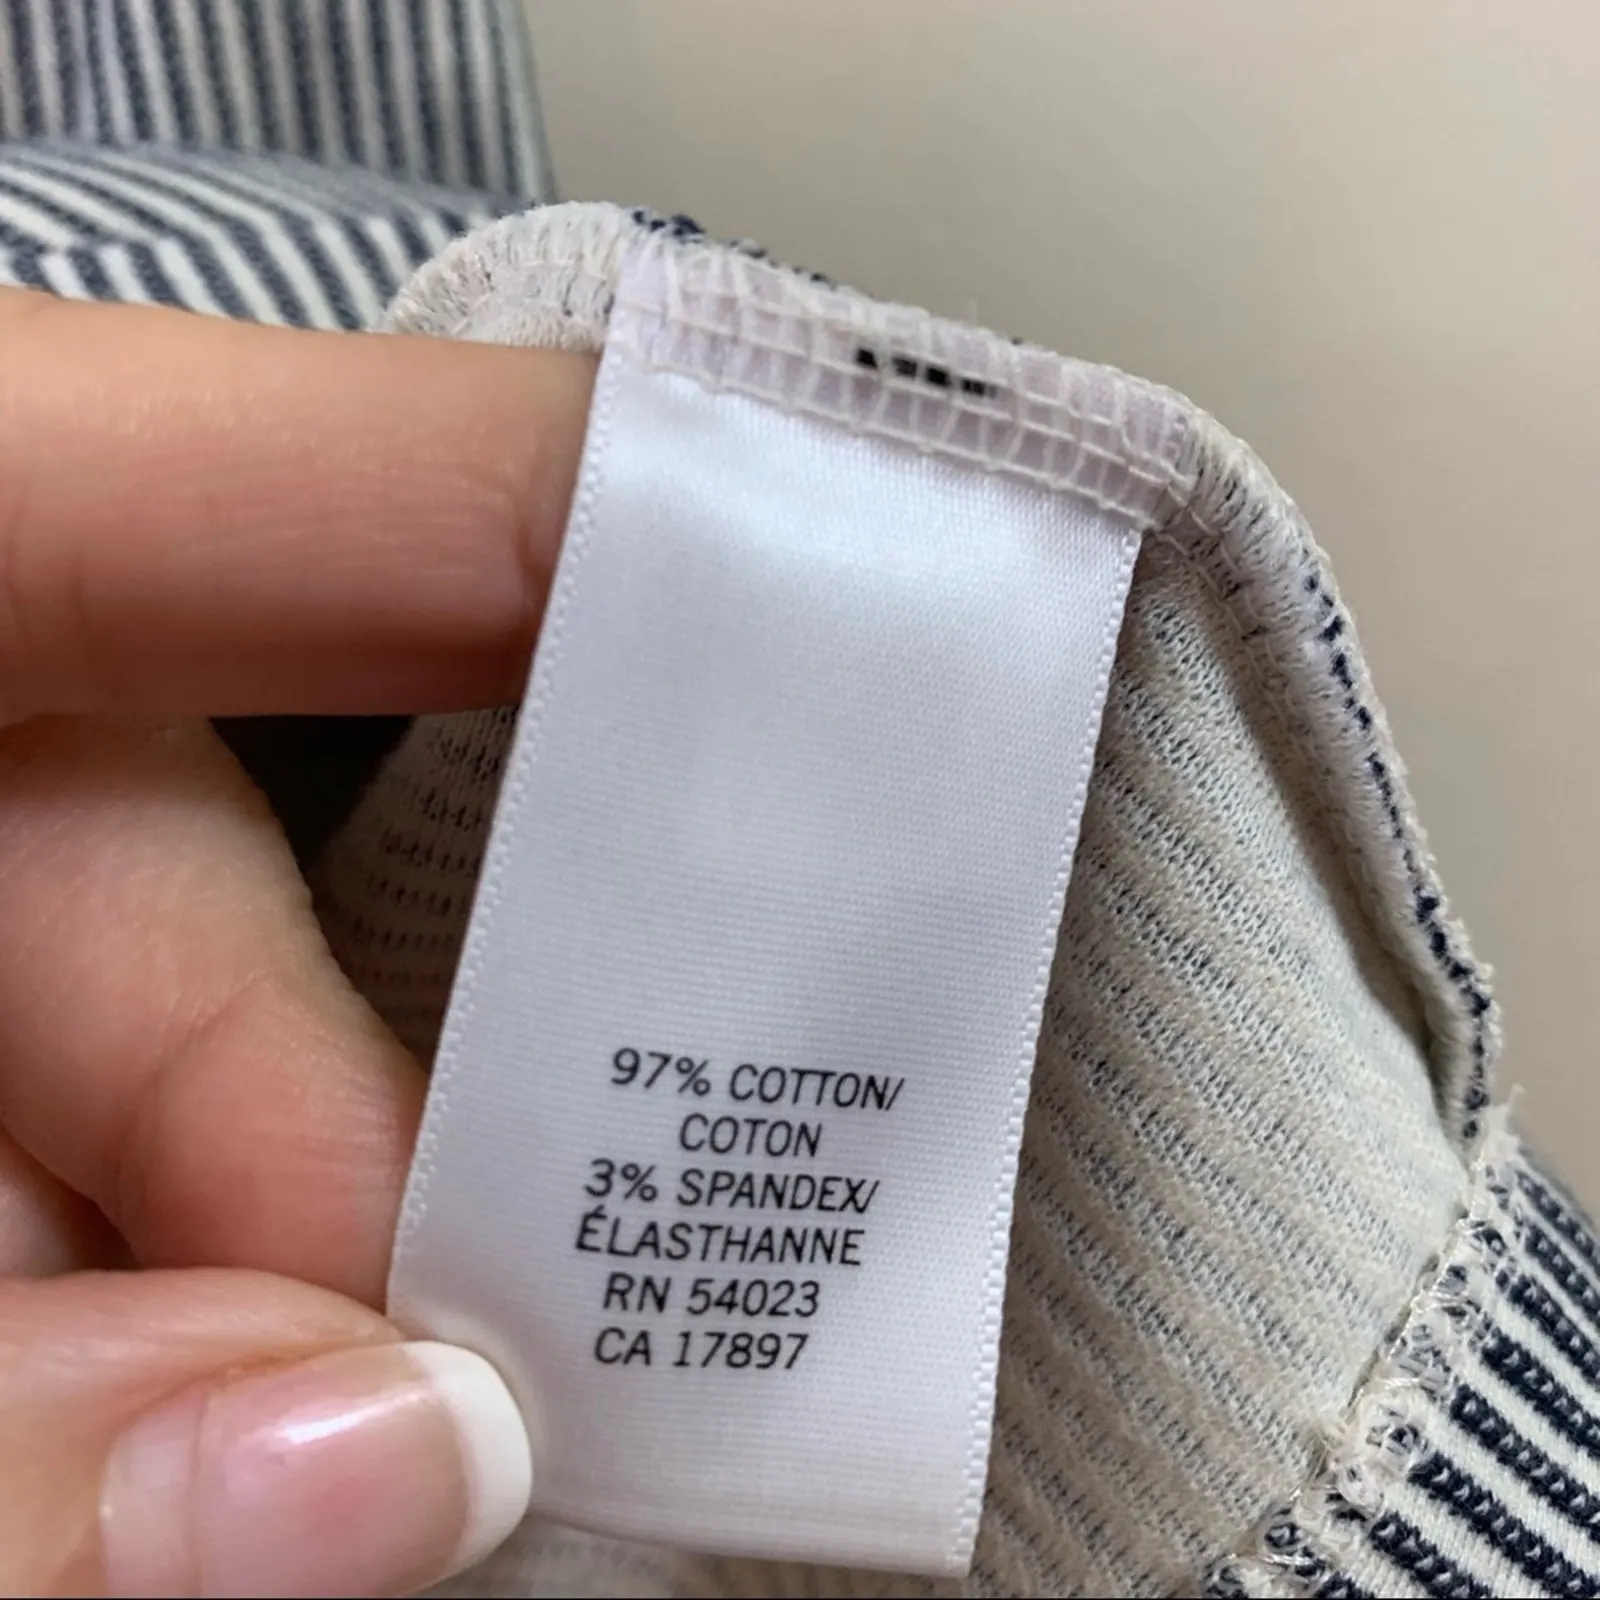 97% COTTON/
COTON
3% SPANDEX/
ÉLASTHANNE
RN 54023
CA 17897